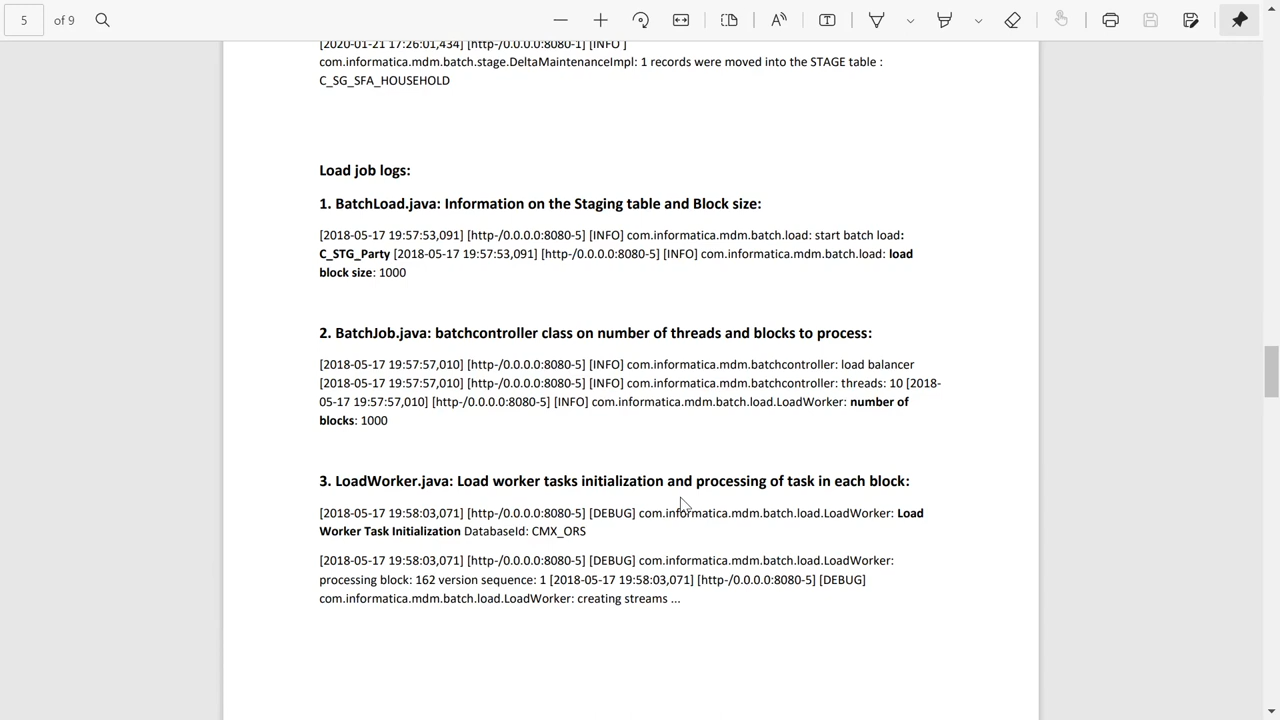 5 of 9
[2020-01-21 17:26:01,434] [http-/0.0.0.0:8080-1] [INFO ]
com.informatica.mdm.batch.stage.DeltaMaintenanceImpl: 1 records were moved into the STAGE table :
C_SG_SFA_HOUSEHOLD
Load job logs:
1. BatchLoad.java: Information on the Staging table and Block size:
[2018-05-17 19:57:53,091] [http-/0.0.0.0:8080-5] [INFO] com.informatica.mdm.batch.load: start batch load:
C_STG_Party [2018-05-17 19:57:53,091] [http-/0.0.0.0:8080-5] [INFO] com.informatica.mdm.batch.load: load
block size: 1000
2. BatchJob.java: batchcontroller class on number of threads and blocks to process:
[2018-05-17 19:57:57,010] [http-/0.0.0.0:8080-5] [INFO] com.informatica.mdm.batchcontroller: load balancer
[2018-05-17 19:57:57,010] [http-/0.0.0.0:8080-5] [INFO] com.informatica.mdm.batchcontroller: threads: 10 [2018-
05-17 19:57:57,010] [http-/0.0.0.0:8080-5] [INFO] com.informatica.mdm.batch.load.LoadWorker: number of
blocks: 1000
3. LoadWorker.java: Load worker tasks initialization and processing of task in each block:
[2018-05-17 19:58:03,071] [http-/0.0.0.0:8080-5] [DEBUG] com.informatica.mdm.batch.load.LoadWorker: Load
Worker Task Initialization DatabaseId: CMX_ORS
[2018-05-17 19:58:03,071] [http-/0.0.0.0:8080-5] [DEBUG] com.informatica.mdm.batch.load.LoadWorker:
processing block: 162 version sequence: 1 [2018-05-17 19:58:03,071] [http-/0.0.0.0:8080-5] [DEBUG]
com.informatica.mdm.batch.load.LoadWorker: creating streams ...